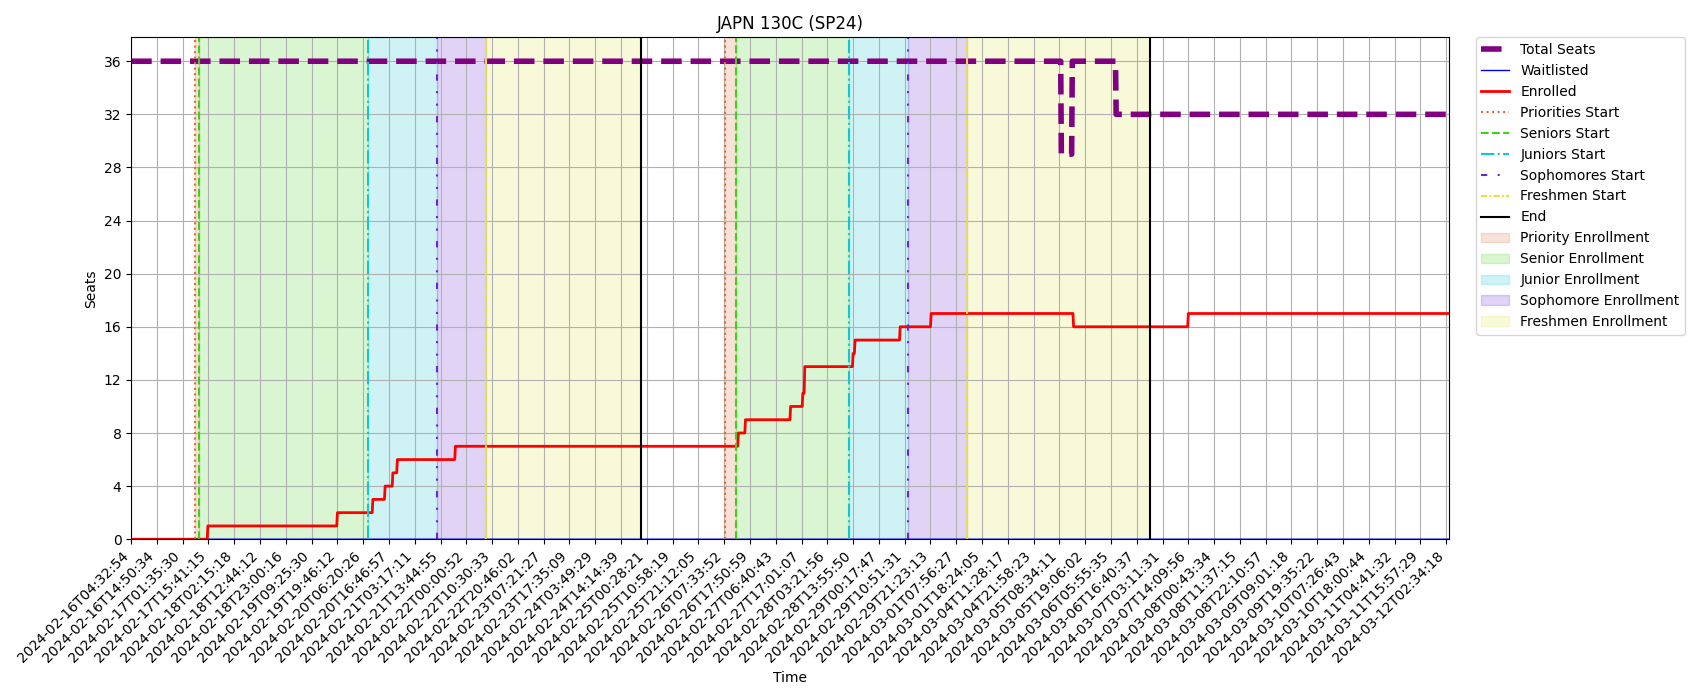 JAPN 130C (SP24)
Seats
36
32
28
24
20
16
12
8
4
0
2024-02-16T04:32:54
2024-02-16T14:50:34
2024-02-17T01:35:30
2024-02-17T15:41:15
2024-02-18T02:15:18
2024-02-18T12:44:12
2024-02-18T23:00:16
2024-02-19T09:25:30
2024-02-19T19:46:12
2024-02-20T06:20:26
2024-02-20T16:46:57
2024-02-21T03:17:11
2024-02-21T13:44:55
2024-02-22T00:00:52
2024-02-22T10:30:33
2024-02-22T20:46:02
2024-02-23T07:21:27
2024-02-23T17:35:09
2024-02-24T03:49:29
2024-02-24T14:14:39
2024-02-25T00:28:21
2024-02-25T10:58:19
2024-02-25T21:12:05
2024-02-26T07:33:52
2024-02-26T17:50:59
2024-02-27T06:40:43
2024-02-27T17:01:07
2024-02-28T03:21:56
2024-02-28T13:55:50
2024-02-29T00:17:47
2024-02-29T10:51:31
2024-02-29T21:23:13
2024-03-01T07:56:27
2024-03-01T18:24:05
2024-03-04T11:28:17
2024-03-04T21:58:23
2024-03-05T08:34:11
2024-03-05T19:06:02
2024-03-06T05:55:35
2024-03-06T16:40:37
2024-03-07T03:11:31
2024-03-07T14:09:56
2024-03-08T00:43:34
2024-03-08T11:37:15
2024-03-08T22:10:57
2024-03-09T09:01:18
2024-03-09T19:35:22
2024-03-10T07:26:43
2024-03-10T18:00:44
2024-03-11T04:41:32
2024-03-11T15:57:29
2024-03-12T02:34:18
Time
Total Seats
Waitlisted
Enrolled
Priorities Start
Seniors Start
Juniors Start
Sophomores Start
Freshmen Start
End
Priority Enrollment
Senior Enrollment
Junior Enrollment
Sophomore Enrollment
Freshmen Enrollment